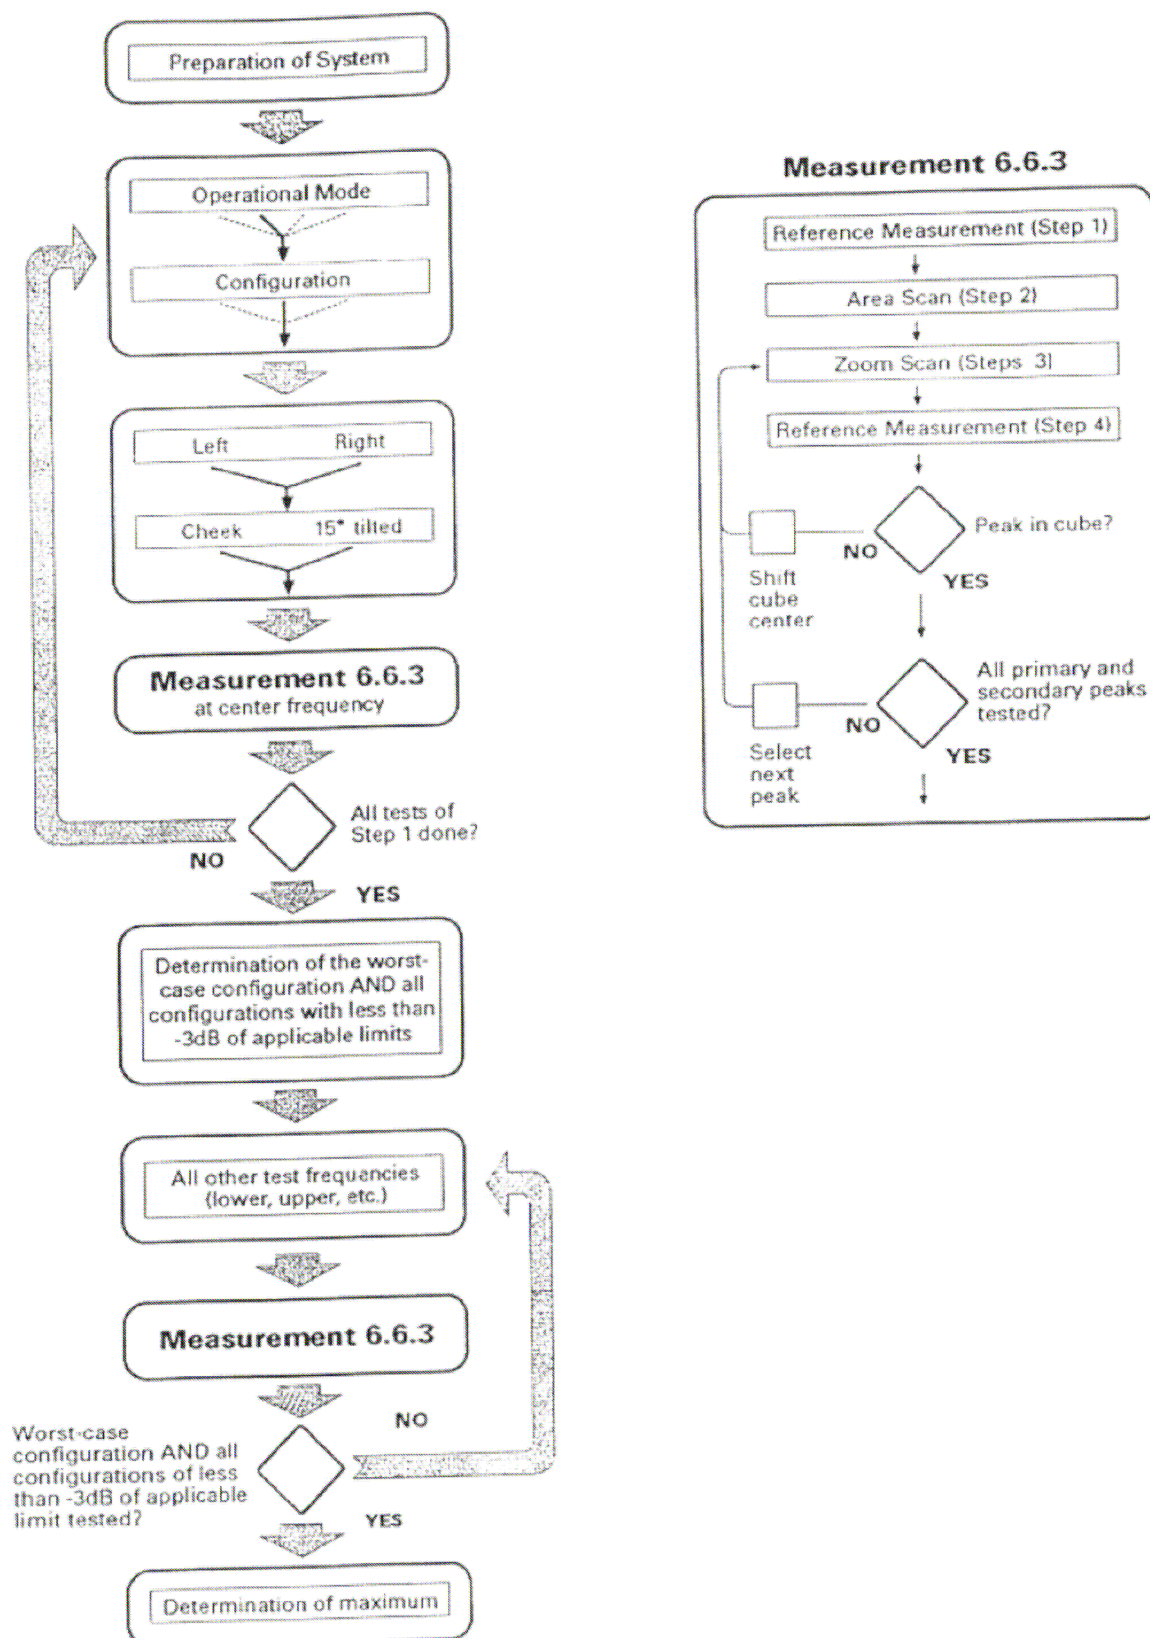 Preparation of System
Operational Mode
Configuration
Left Right
Cheek 15° tilted
Measurement 6.6.3
at center frequency
All tests of
Step 1 done?
NO
YES
Determination of the worst-
case configuration AND all
configurations with less than
-3dB of applicable limits
All other test frequencies
(lower, upper, etc.)
Measurement 6.6.3
NO
Worst-case
configuration AND all
configurations of less
than -3dB of applicable
limit tested?
YES
Determination of maximum
Measurement 6.6.3
Reference Measurement (Step 1)
Area Scan (Step 2)
Zoom Scan (Steps 3)
Reference Measurement (Step 4)
Peak in cube?
NO
YES
Shift
cube
center
All primary and
secondary peaks
tested?
NO
YES
Select
next
peak